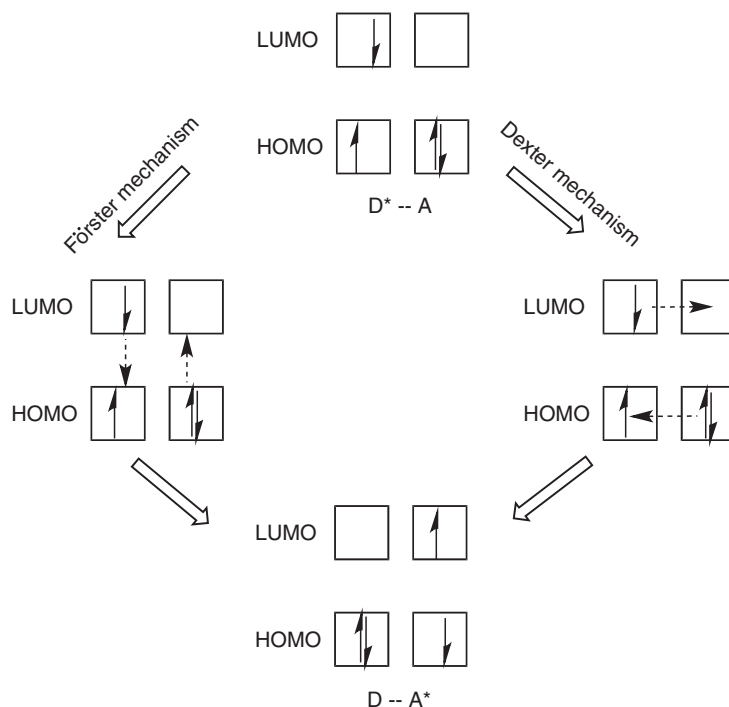 LUMO
HOMO
D* -- A
Förster mechanism
Dexter mechanism
LUMO
HOMO
LUMO
HOMO
LUMO
HOMO
D -- A*